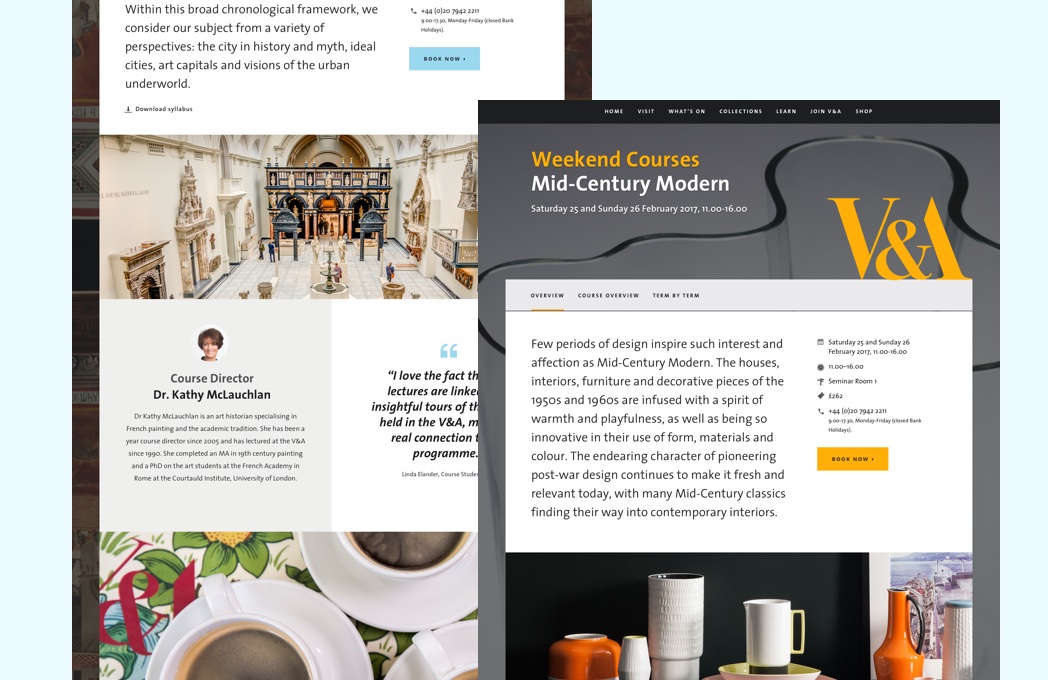 Within this broad chronological framework, we
consider our subject from a variety of
perspectives: the city in history and myth, ideal
cities, art capitals and visions of the urban
underworld.
Download syllabus
+44 (0)20 7942 2211
9.00-17.30, Monday-Friday (closed Bank
Holidays).
BOOK NOW ›
Course Director
Dr. Kathy McLauchlan
Dr Kathy McLauchlan is an art historian specialising in
French painting and the academic tradition. She has been a
year course director since 2005 and has lectured at the V&A
since 1990. She completed an MA in 19th century painting
and a PhD on the art students at the French Academy in
Rome at the Courtauld Institute, University of London.
“
“I love the fact th
lectures are linke
insightful tours of th
held in the V&A, m
real connection t
programme.
Linda Elander, Course Studen
HOME VISIT WHAT'S ON COLLECTIONS LEARN JOIN V&A SHOP
Weekend Courses
Mid-Century Modern
Saturday 25 and Sunday 26 February 2017, 11.00-16.00
V&A
OVERVIEW COURSE OVERVIEW TERM BY TERM
Few periods of design inspire such interest and
affection as Mid-Century Modern. The houses,
interiors, furniture and decorative pieces of the
1950s and 1960s are infused with a spirit of
warmth and playfulness, as well as being so
innovative in their use of form, materials and
colour. The endearing character of pioneering
post-war design continues to make it fresh and
relevant today, with many Mid-Century classics
finding their way into contemporary interiors.
Saturday 25 and Sunday 26
February 2017, 11.00-16.00
11.00–16.00
Seminar Room 1
£262
+44 (0)20 7942 2211
9.00-17.30, Monday-Friday (closed Bank
Holidays).
BOOK NOW ›